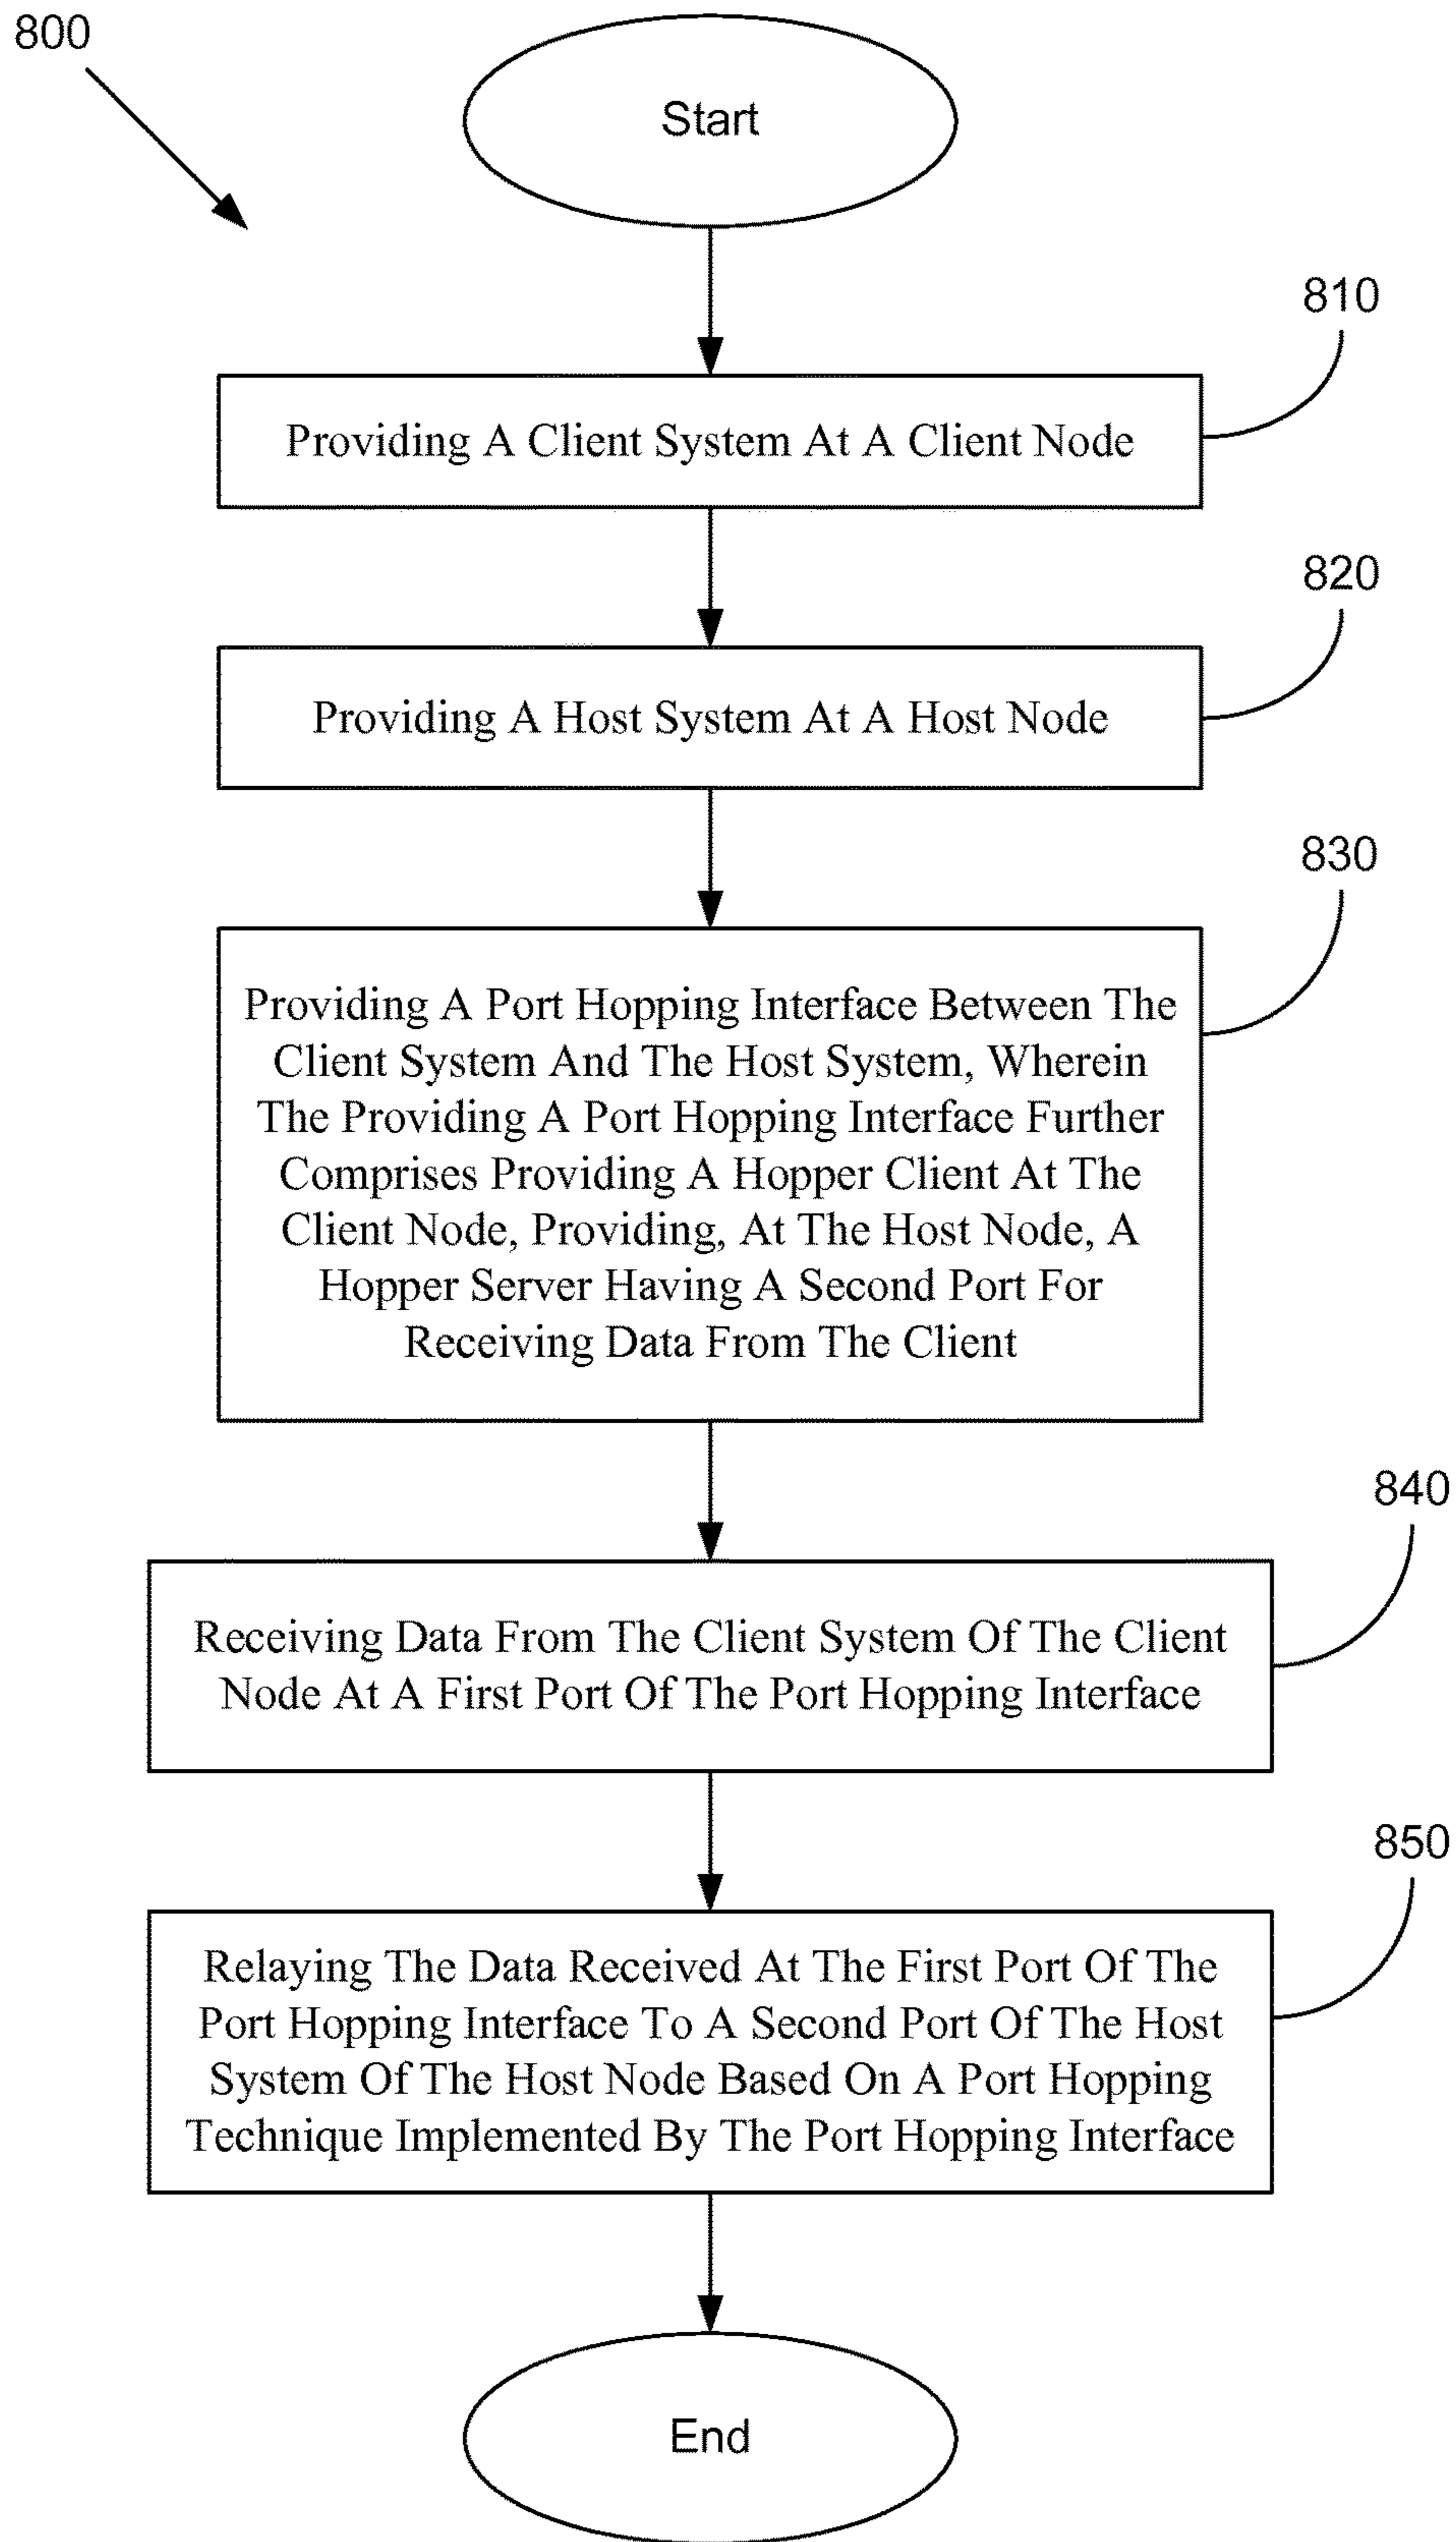 800
Start
810
Providing A Client System At A Client Node
820
Providing A Host System At A Host Node
830
Providing A Port Hopping Interface Between The
Client System And The Host System, Wherein
The Providing A Port Hopping Interface Further
Comprises Providing A Hopper Client At The
Client Node, Providing, At The Host Node, A
Hopper Server Having A Second Port For
Receiving Data From The Client
840
Receiving Data From The Client System Of The Client
Node At A First Port Of The Port Hopping Interface
850
Relaying The Data Received At The First Port Of The
Port Hopping Interface To A Second Port Of The Host
System Of The Host Node Based On A Port Hopping
Technique Implemented By The Port Hopping Interface
End